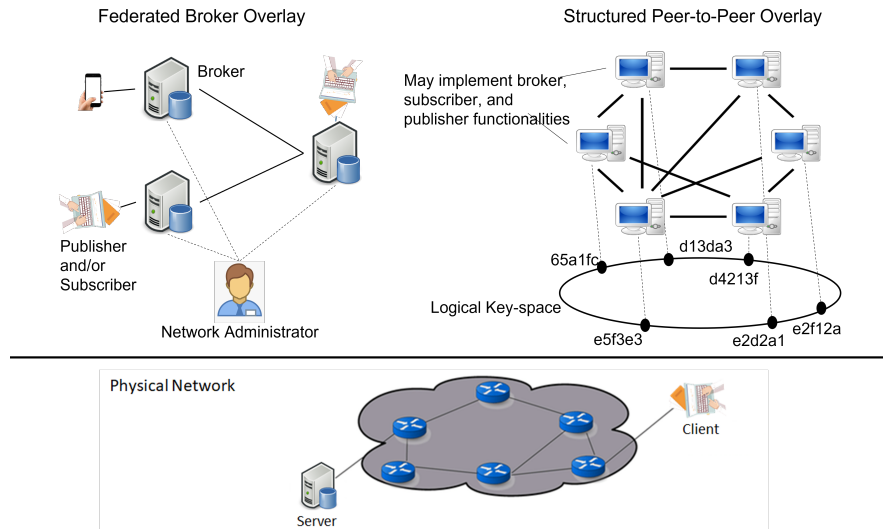 Federated Broker Overlay
Structured Peer-to-Peer Overlay
Broker
May implement broker,
subscriber, and
publisher functionalities
Publisher
and/or
Subscriber
Network Administrator
65a1fc
d13da3
d4213f
Logical Key-space
e5f3e3
e2d2a1
e2f12a
Physical Network
Client
Server